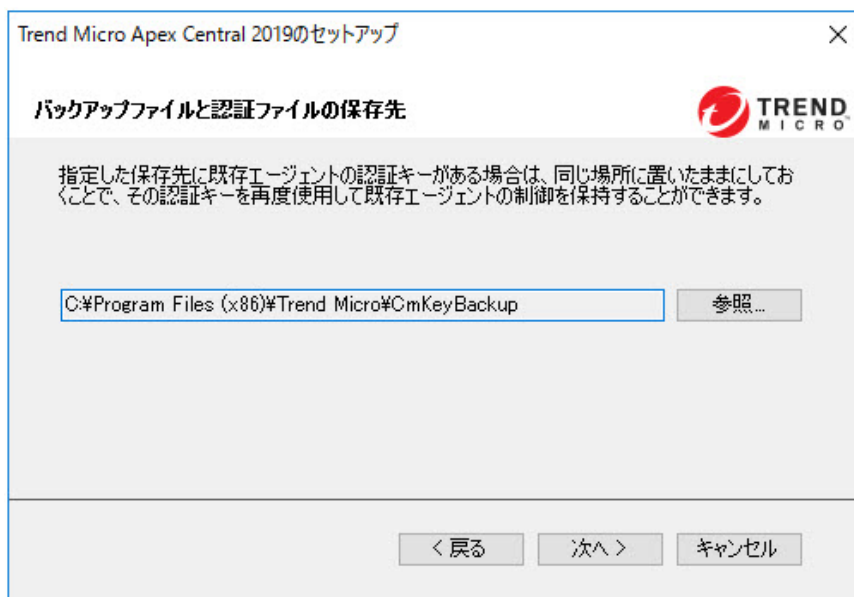 Trend Micro Apex Central 2019のセットアップ
バックアップファイルと認証ファイルの保存先
TREND
MICRO
指定した保存先に既存エージェントの認証キーがある場合は、同じ場所に置いたままにしてお
くことで、その認証キーを再度使用して既存エージェントの制御を保持することができます。
C:¥Program Files (x86)¥Trend Micro¥CmKeyBackup
参照...
< 戻る
次へ >
キャンセル